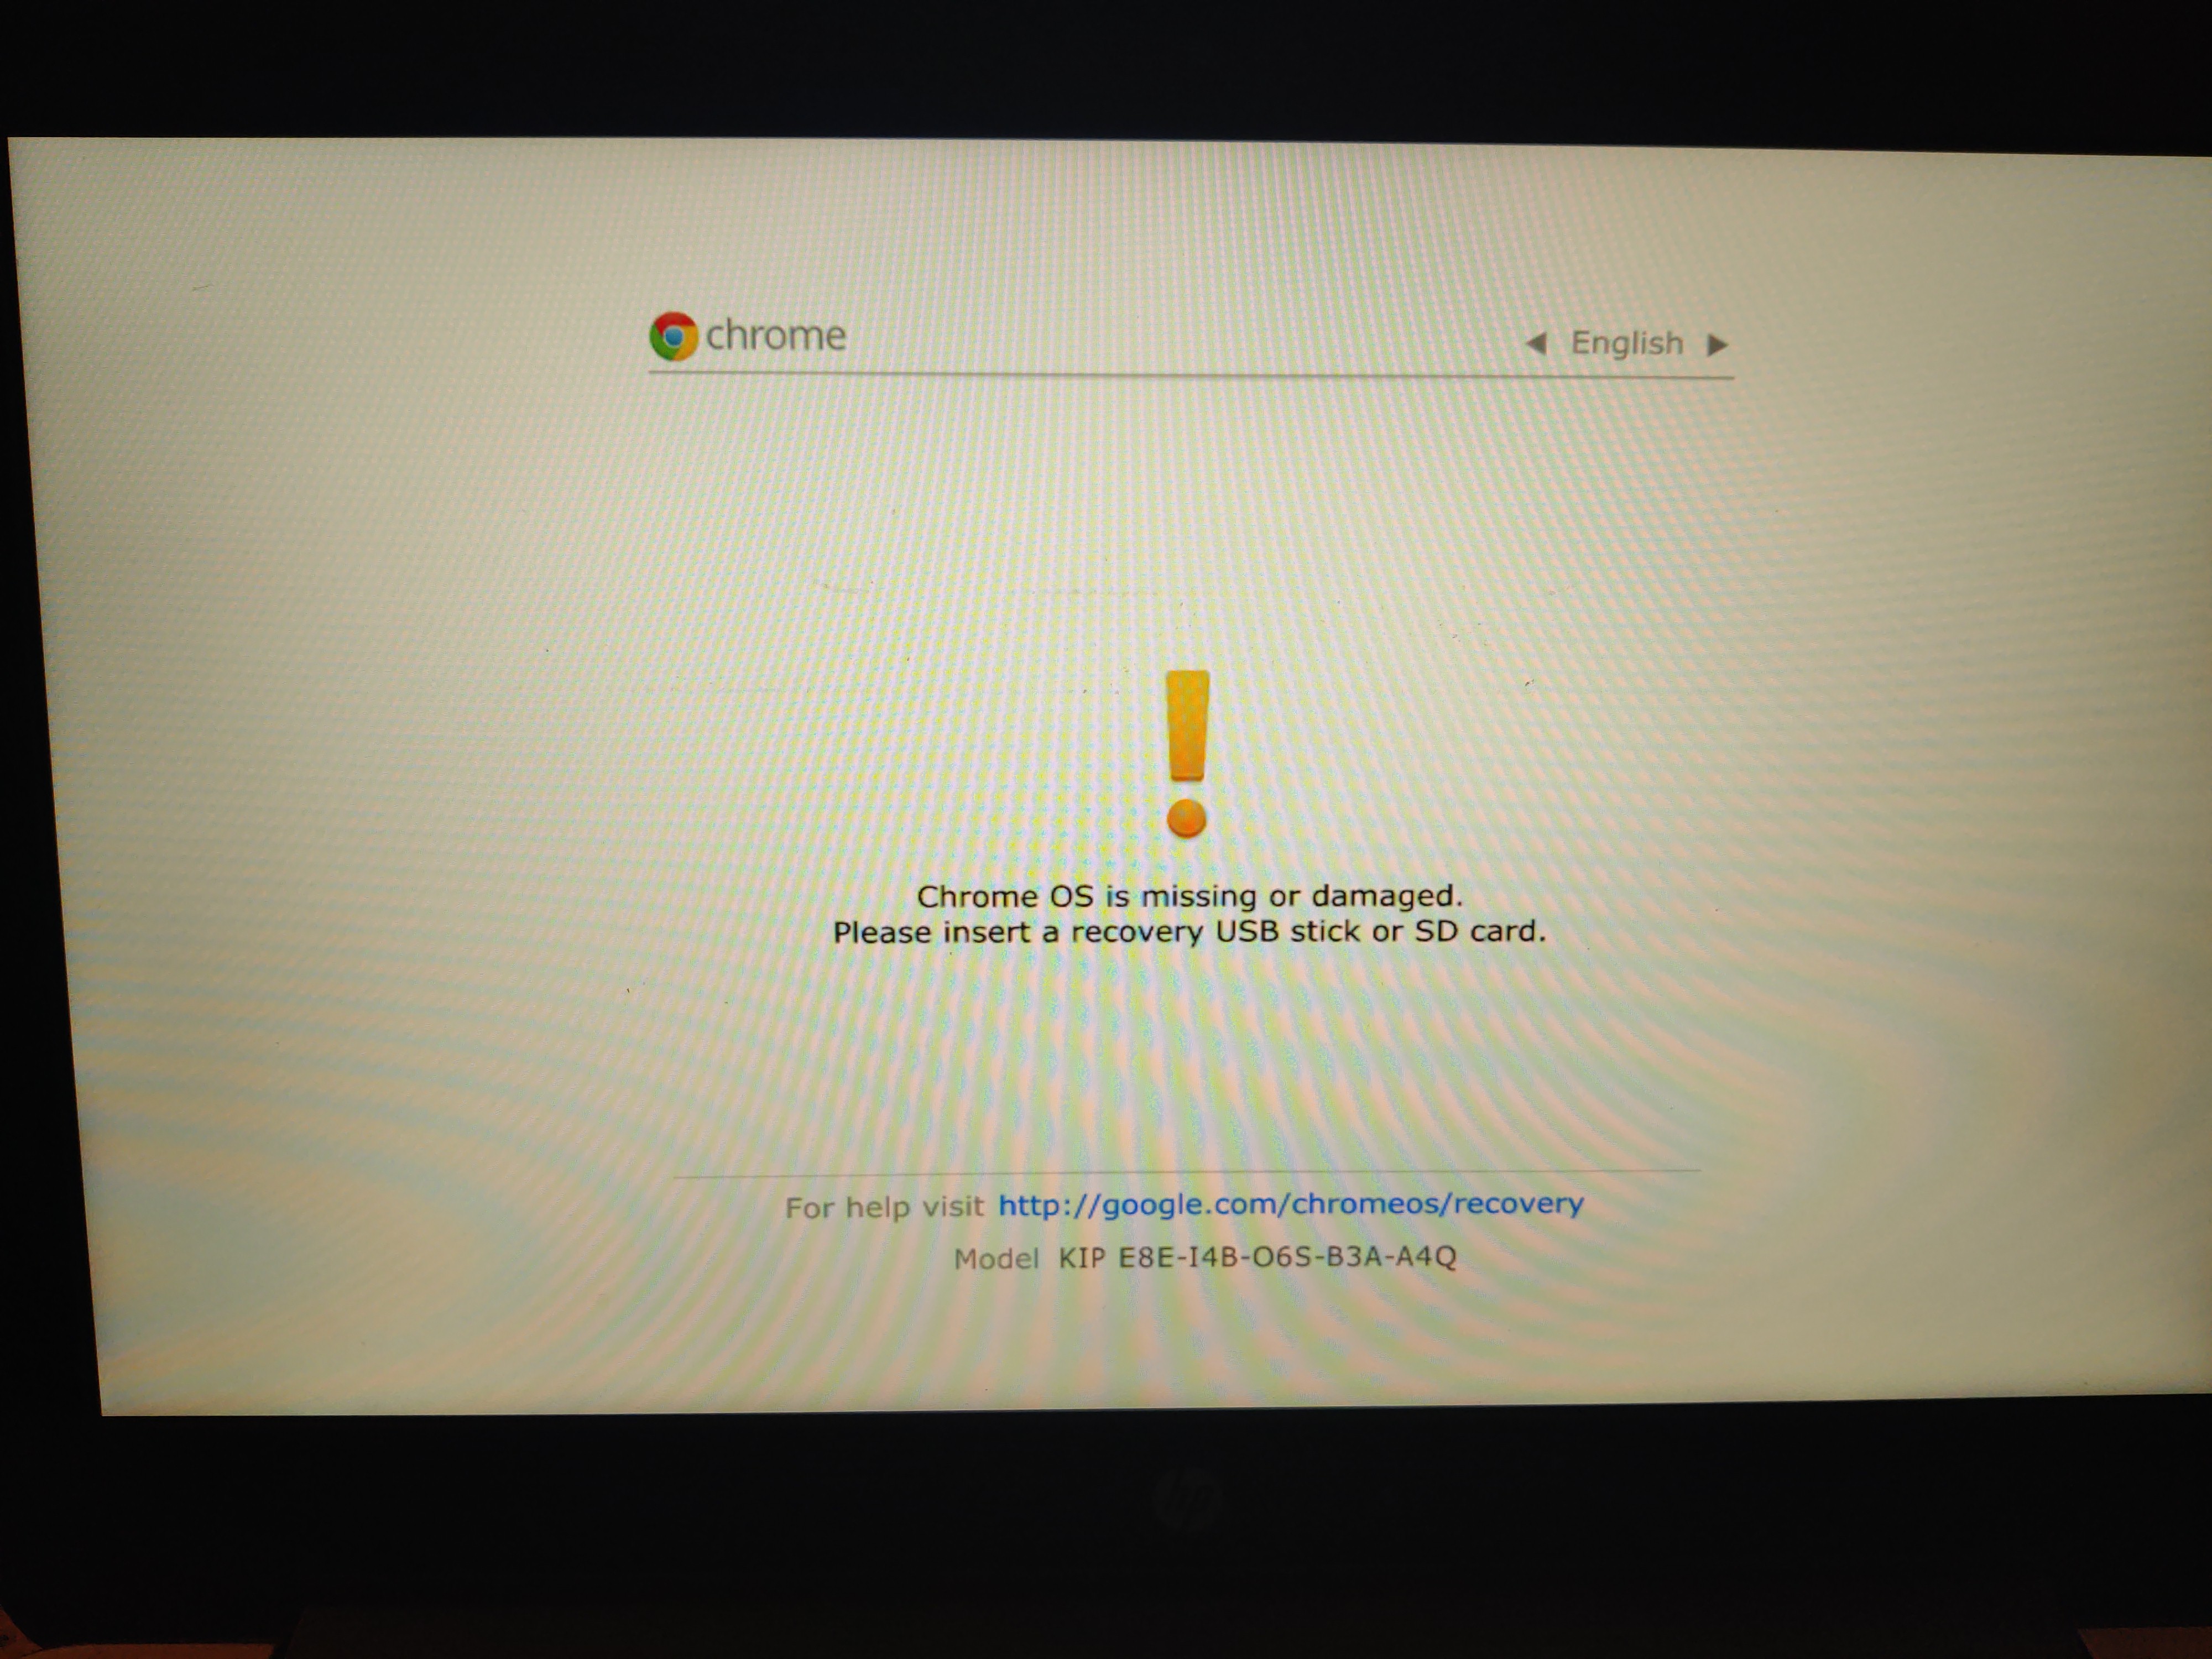 chrome
◀ English ▶
Chrome OS is missing or damaged.
Please insert a recovery USB stick or SD card.
For help visit http://google.com/chromeos/recovery
Model KIP E8E-I4B-O6S-B3A-A4Q
hp